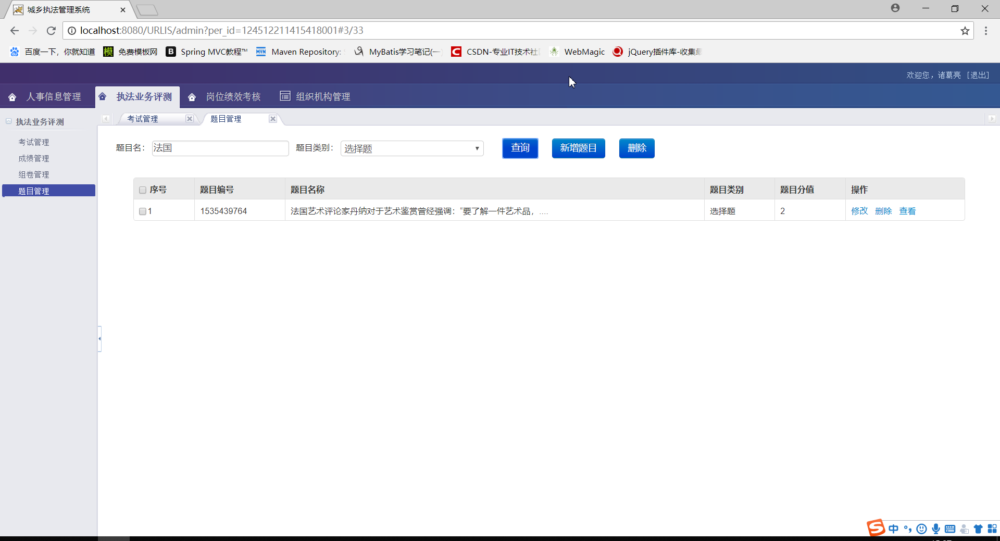 城乡执法管理系统
localhost:8080/URLIS/admin?per_id=124512211415418001#3/33
百度一下，你就知道 免费模板网 Spring MVC教程™ Maven Repository: MyBatis学习笔记(一 CSDN-专业IT技术社 WebMagic jQuery插件库-收集
欢迎您，诸葛亮 [退出]
人事信息管理 执法业务评测 岗位绩效考核 组织机构管理
执法业务评测
考试管理
成绩管理
组卷管理
题目管理
考试管理 题目管理
题目名： 法国 题目类别： 选择题 查询 新增题目 删除
序号 题目编号 题目名称 题目类别 题目分值 操作
1 1535439764 法国艺术评论家丹纳对于艺术鉴赏曾经强调：“要了解一件艺术品，.... 选择题 2 修改 删除 查看
中